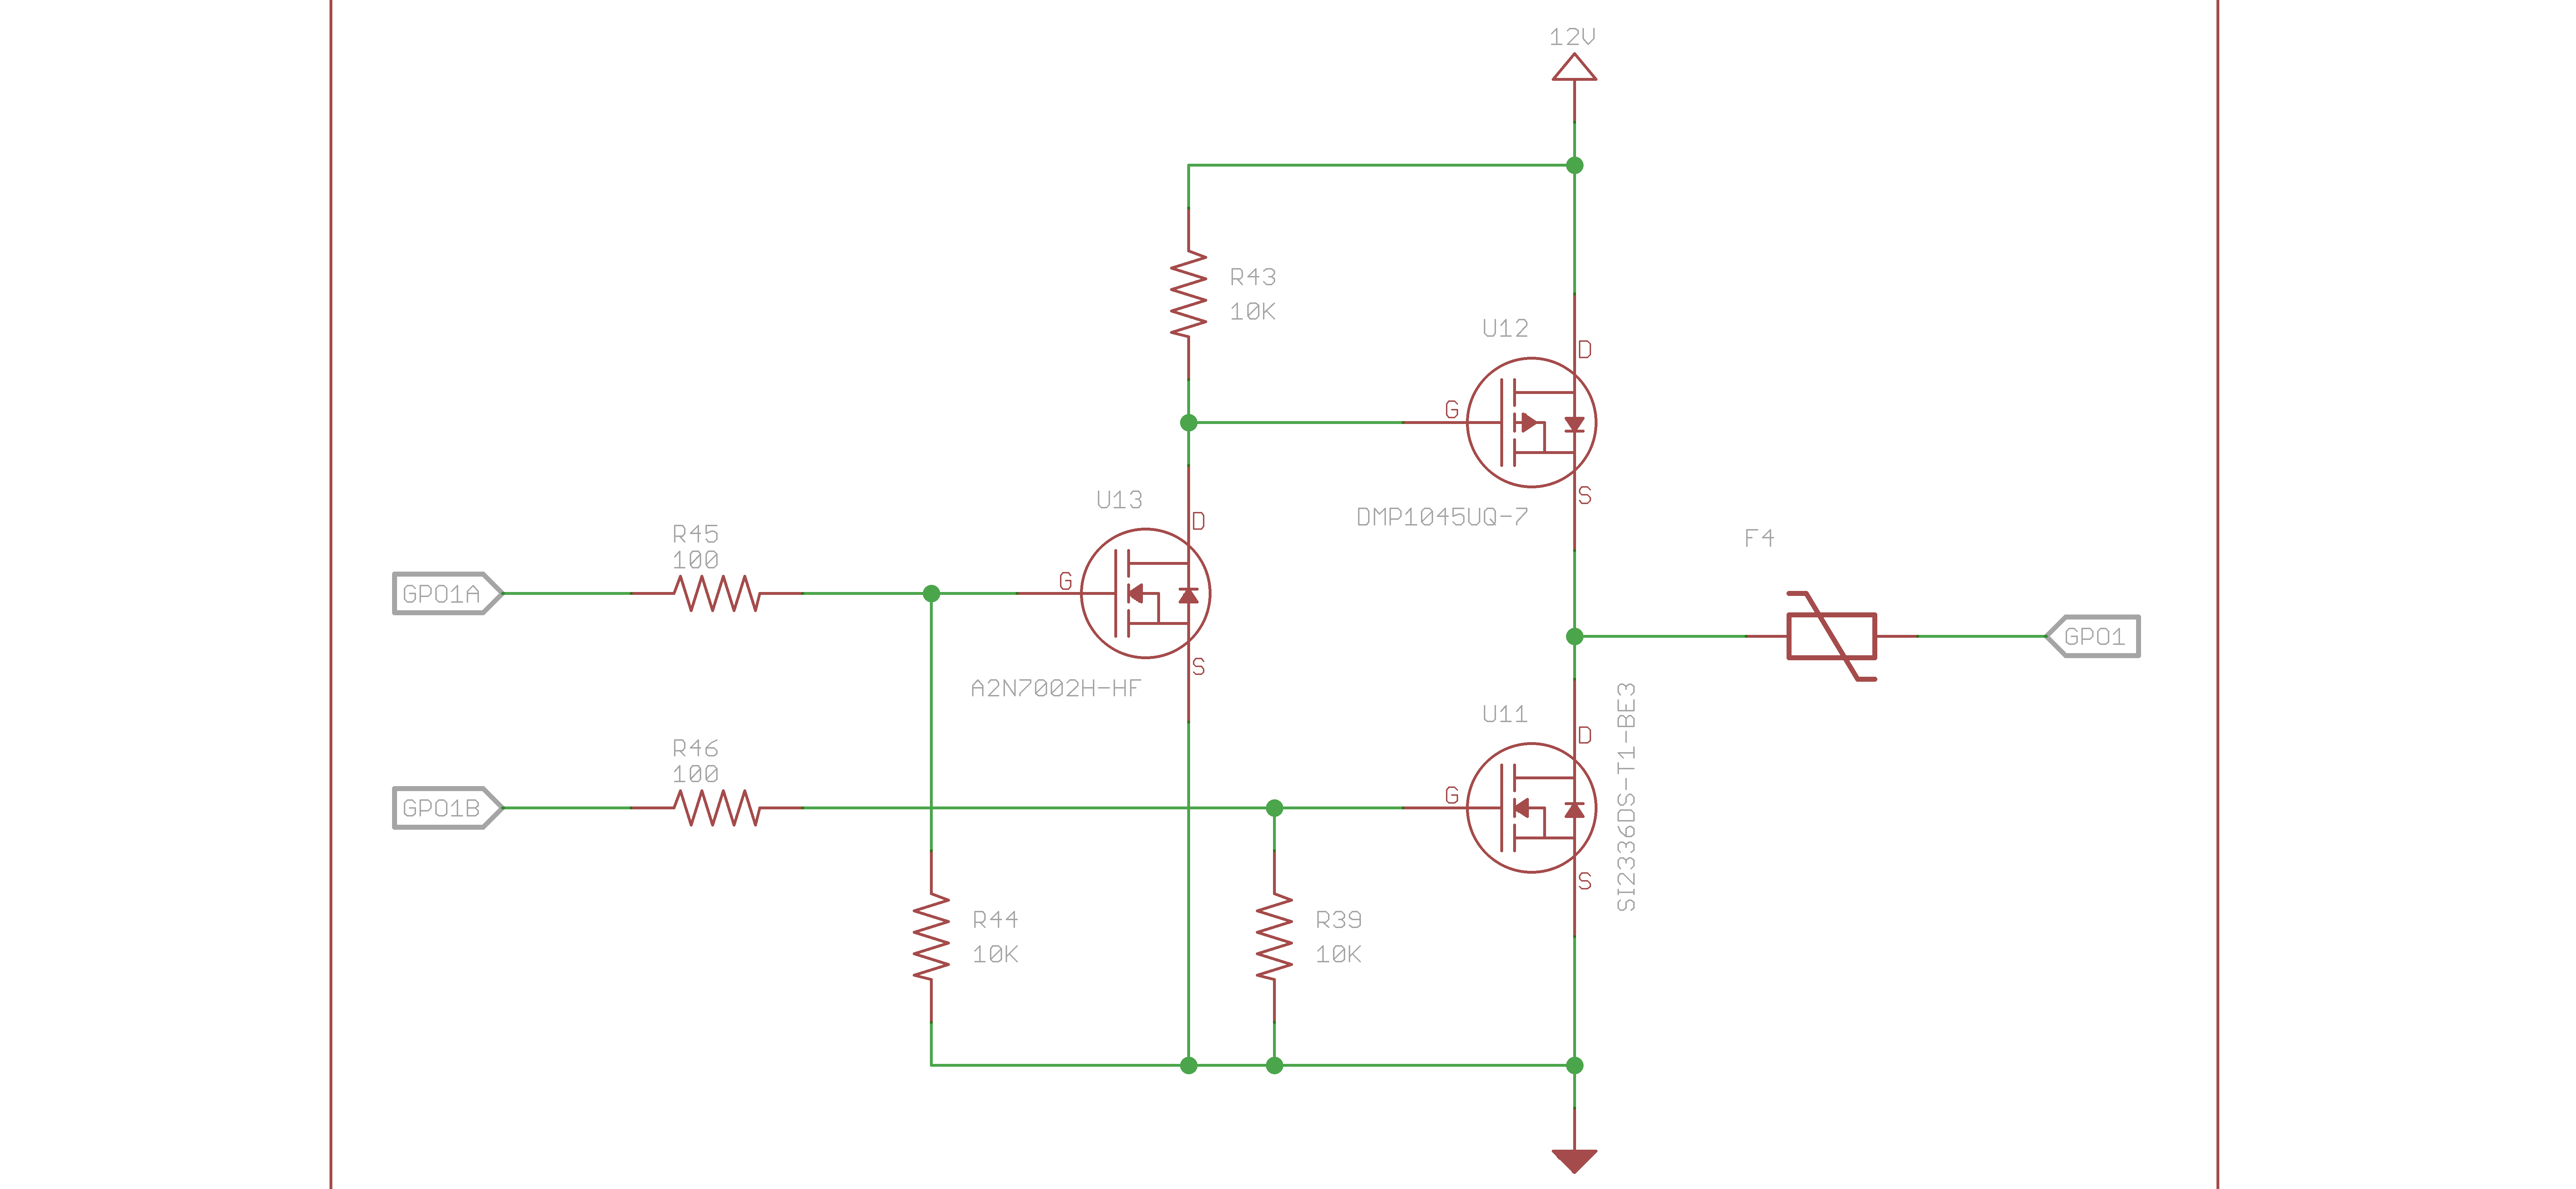 12V
R43
10K
U12
D
G
S
DMP1045UQ-7
U13
D
G
S
A2N7002H-HF
R45
100
GPO1A
F4
GPO1
R46
100
GPO1B
U11
D
G
S
SI2336DS-T1-BE3
R44
10K
R39
10K